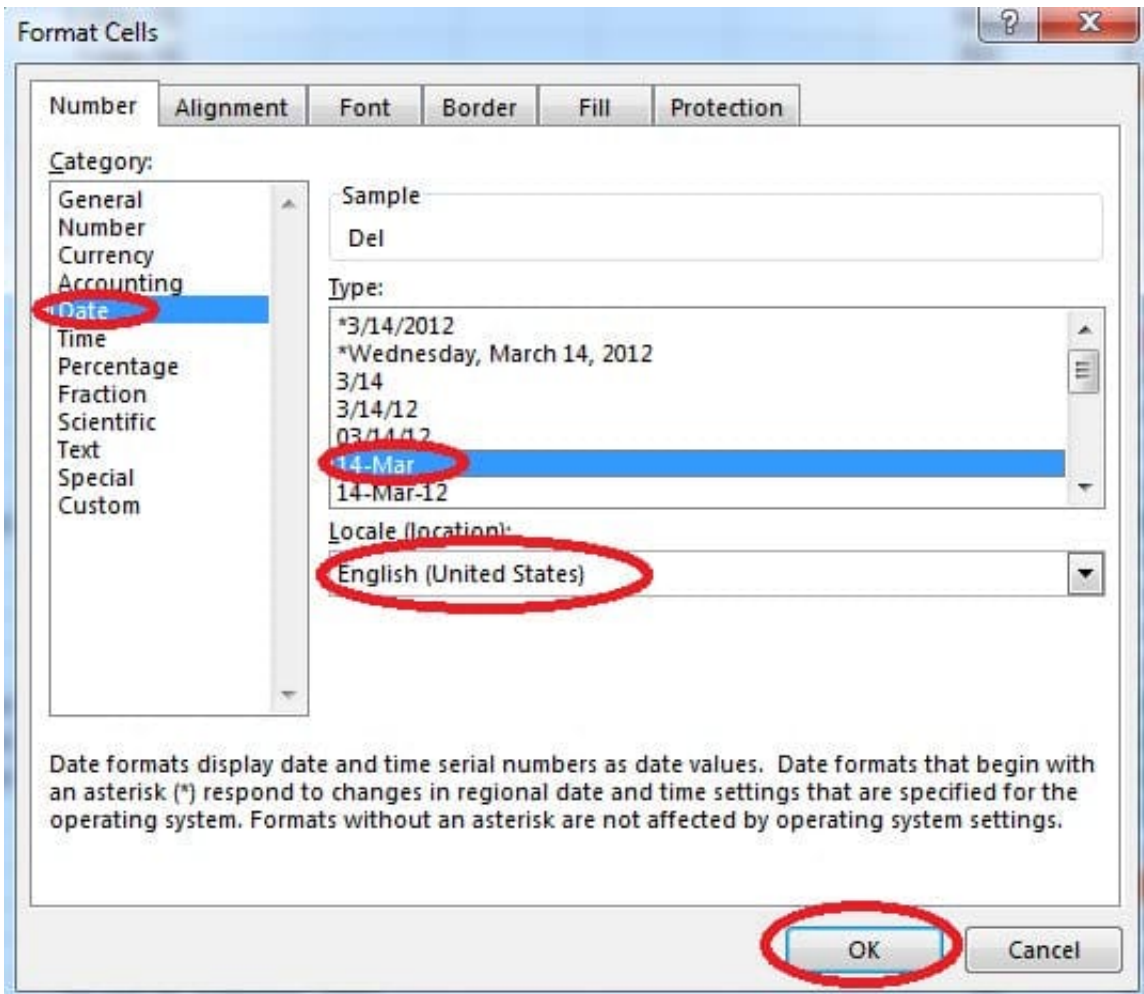 Format Cells
Number Alignment Font Border Fill Protection
Category:
General
Number
Currency
Accounting
Date
Time
Percentage
Fraction
Scientific
Text
Special
Custom
Sample
Del
Type:
*3/14/2012
*Wednesday, March 14, 2012
3/14
3/14/12
03/14/12
14-Mar
14-Mar-12
Locale (location):
English (United States)
Date formats display date and time serial numbers as date values. Date formats that begin with
an asterisk (*) respond to changes in regional date and time settings that are specified for the
operating system. Formats without an asterisk are not affected by operating system settings.
OK Cancel